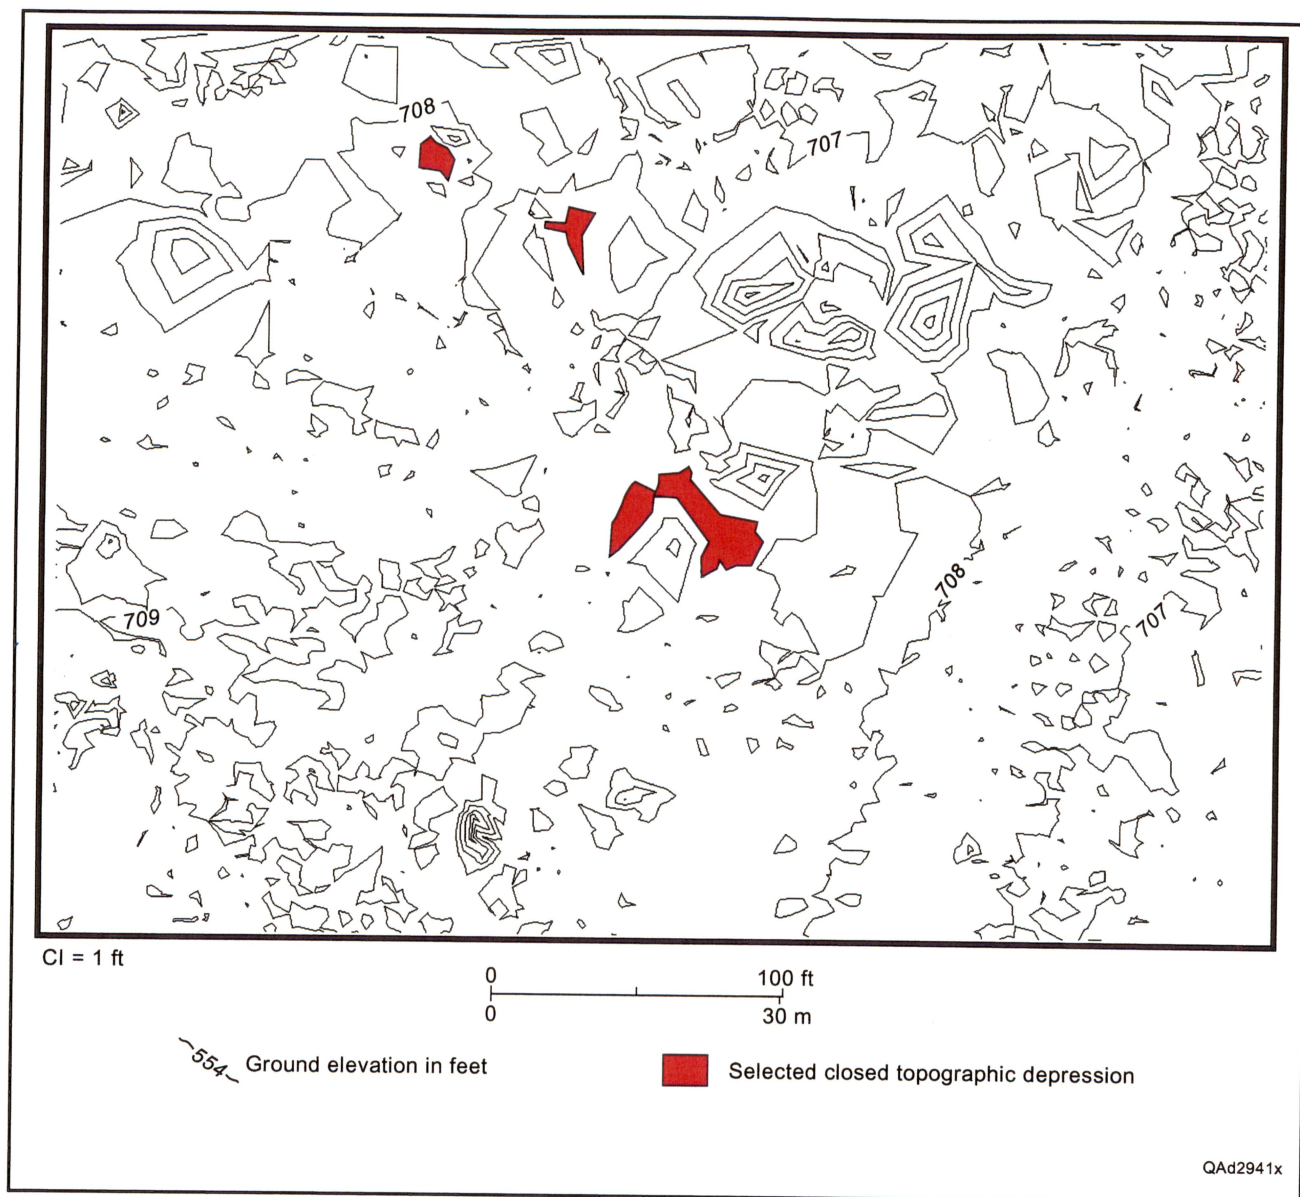 708
707
709
708
707
CI = 1 ft
0 100 ft
0 30 m
554 Ground elevation in feet
Selected closed topographic depression
QAd2941x